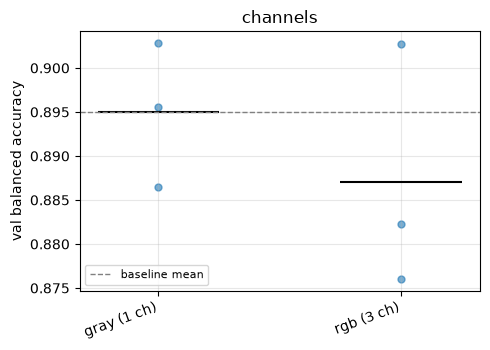 channels
val balanced accuracy
0.900
0.895
0.890
0.885
0.880
0.875
baseline mean
gray (1 ch)
rgb (3 ch)